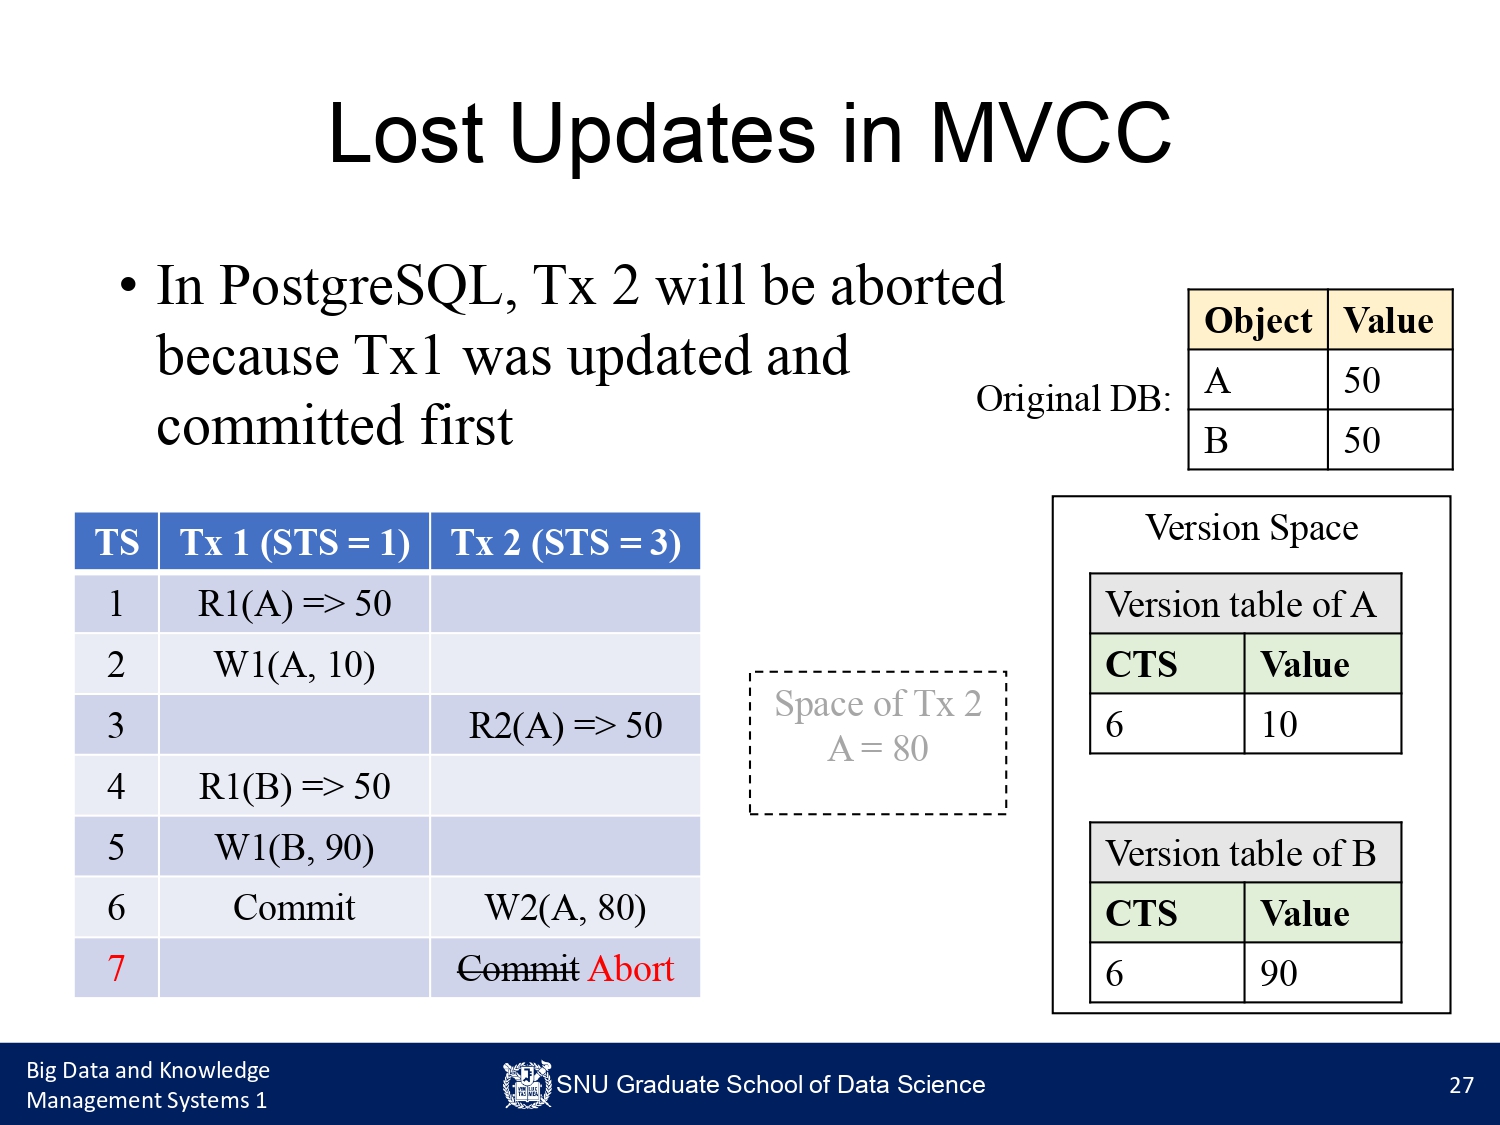 Lost Updates in MVCC
• In PostgreSQL, Tx 2 will be aborted
because Tx1 was updated and
committed first
Original DB:
Object Value
A 50
B 50
TS Tx 1 (STS = 1) Tx 2 (STS = 3)
1 R1(A) => 50
2 W1(A, 10)
3 R2(A) => 50
4 R1(B) => 50
5 W1(B, 90)
6 Commit W2(A, 80)
7 Commit Abort
Space of Tx 2
A = 80
Version Space
Version table of A
CTS Value
6 10
Version table of B
CTS Value
6 90
Big Data and Knowledge
Management Systems 1
SNU Graduate School of Data Science
27